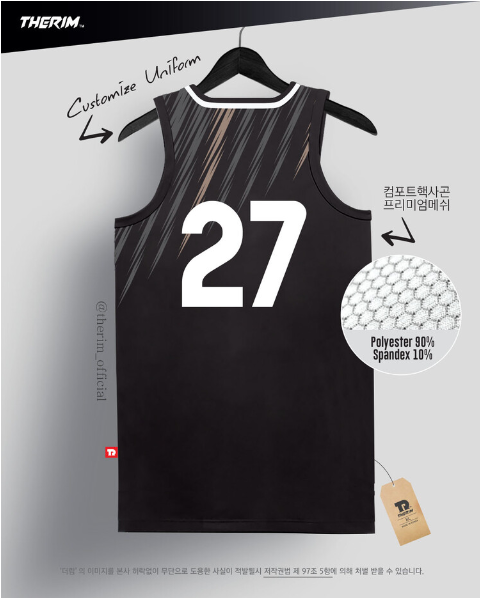 THERIM™
Customize Uniform
27
컴포트핵사곤
프리미엄메쉬
Polyester 90%
Spandex 10%
@therim_official
THERIM
"더림" 의 이미지를 본사 허락없이 무단으로 도용한 사실이 적발될시 저작권법 제 97조 5항에 의해 처벌 받을 수 있습니다.